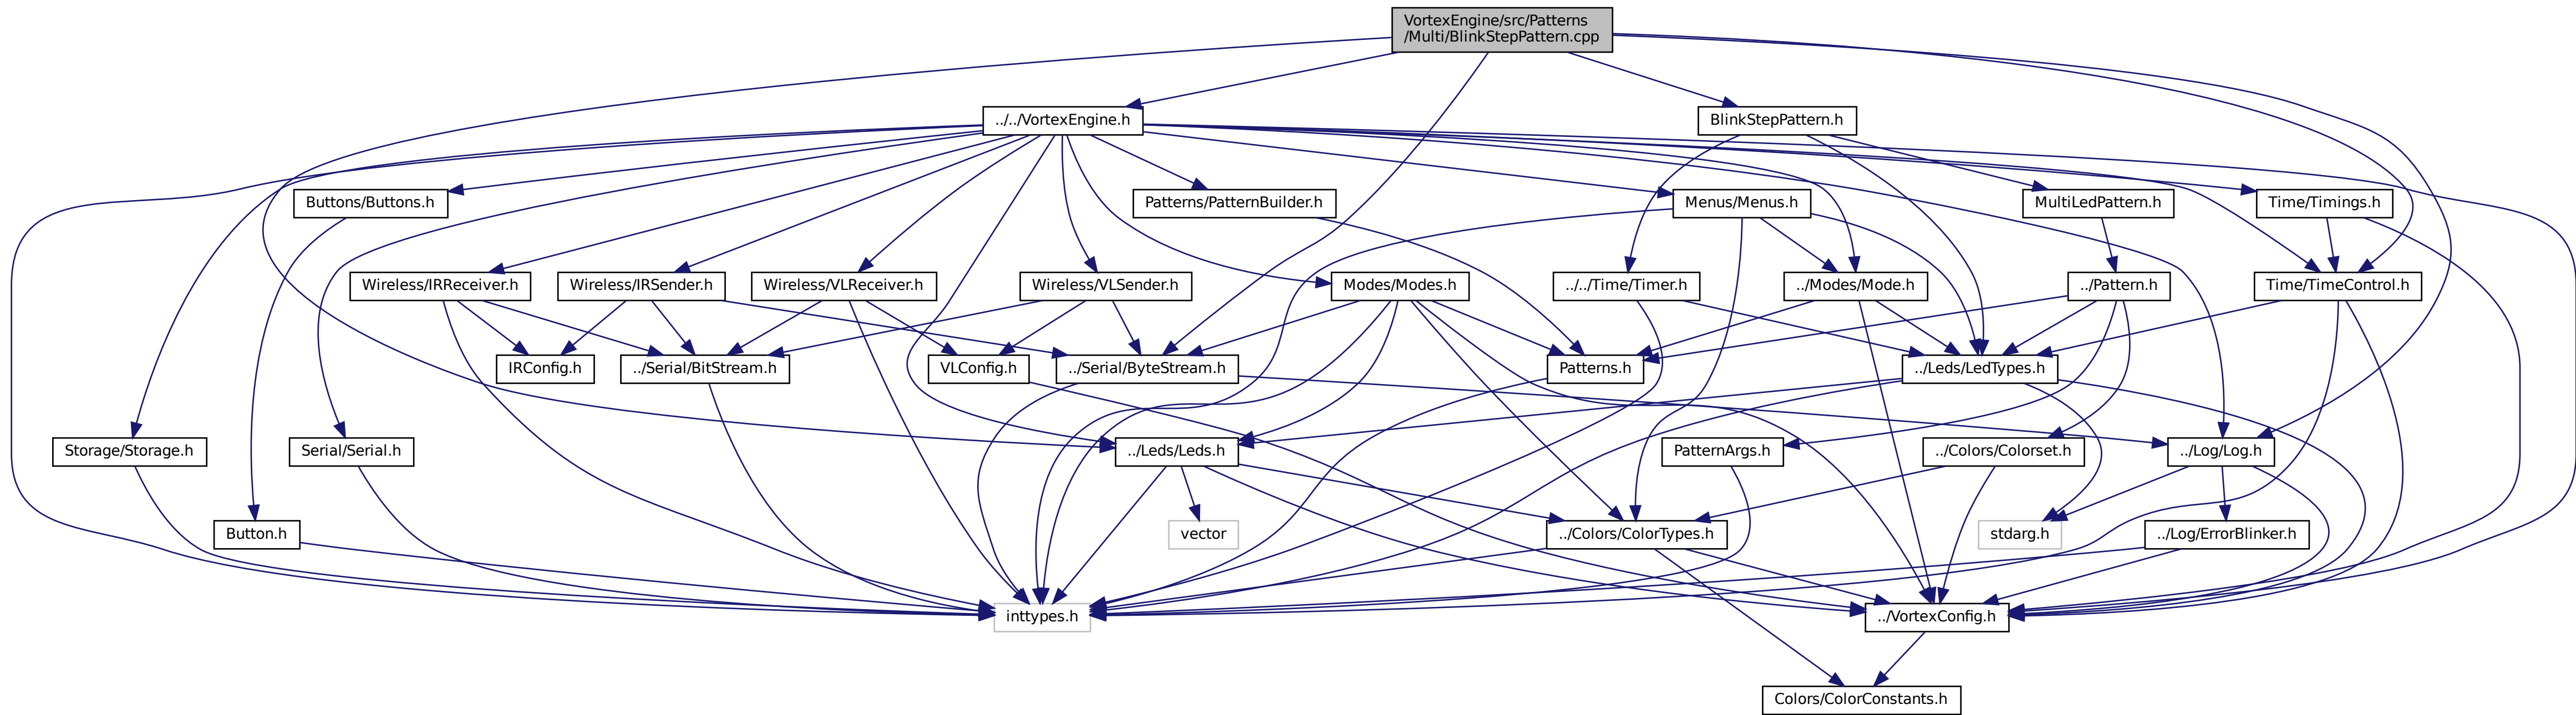 VortexEngine/src/Patterns
/Multi/BlinkStepPattern.cpp
../../VortexEngine.h
BlinkStepPattern.h
Buttons/Buttons.h
Patterns/PatternBuilder.h
Menus/Menus.h
MultiLedPattern.h
Time/Timings.h
Wireless/IRReceiver.h
Wireless/IRSender.h
Wireless/VLReceiver.h
Wireless/VLSender.h
Modes/Modes.h
../../Time/Timer.h
../Modes/Mode.h
../Pattern.h
Time/TimeControl.h
IRConfig.h
../Serial/BitStream.h
VLConfig.h
../Serial/ByteStream.h
Patterns.h
../Leds/LedTypes.h
Storage/Storage.h
Serial/Serial.h
../Leds/Leds.h
PatternArgs.h
../Colors/Colorset.h
../Log/Log.h
Button.h
vector
../Colors/ColorTypes.h
stdarg.h
../Log/ErrorBlinker.h
inttypes.h
../VortexConfig.h
Colors/ColorConstants.h